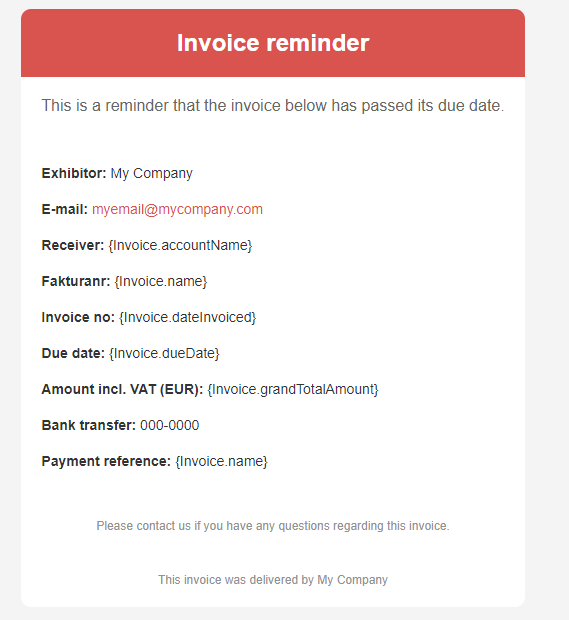 Invoice reminder
This is a reminder that the invoice below has passed its due date.
Exhibitor: My Company
E-mail: myemail@mycompany.com
Receiver: {Invoice.accountName}
Fakturanr: {Invoice.name}
Invoice no: {Invoice.dateInvoiced}
Due date: {Invoice.dueDate}
Amount incl. VAT (EUR): {Invoice.grandTotalAmount}
Bank transfer: 000-0000
Payment reference: {Invoice.name}
Please contact us if you have any questions regarding this invoice.
This invoice was delivered by My Company